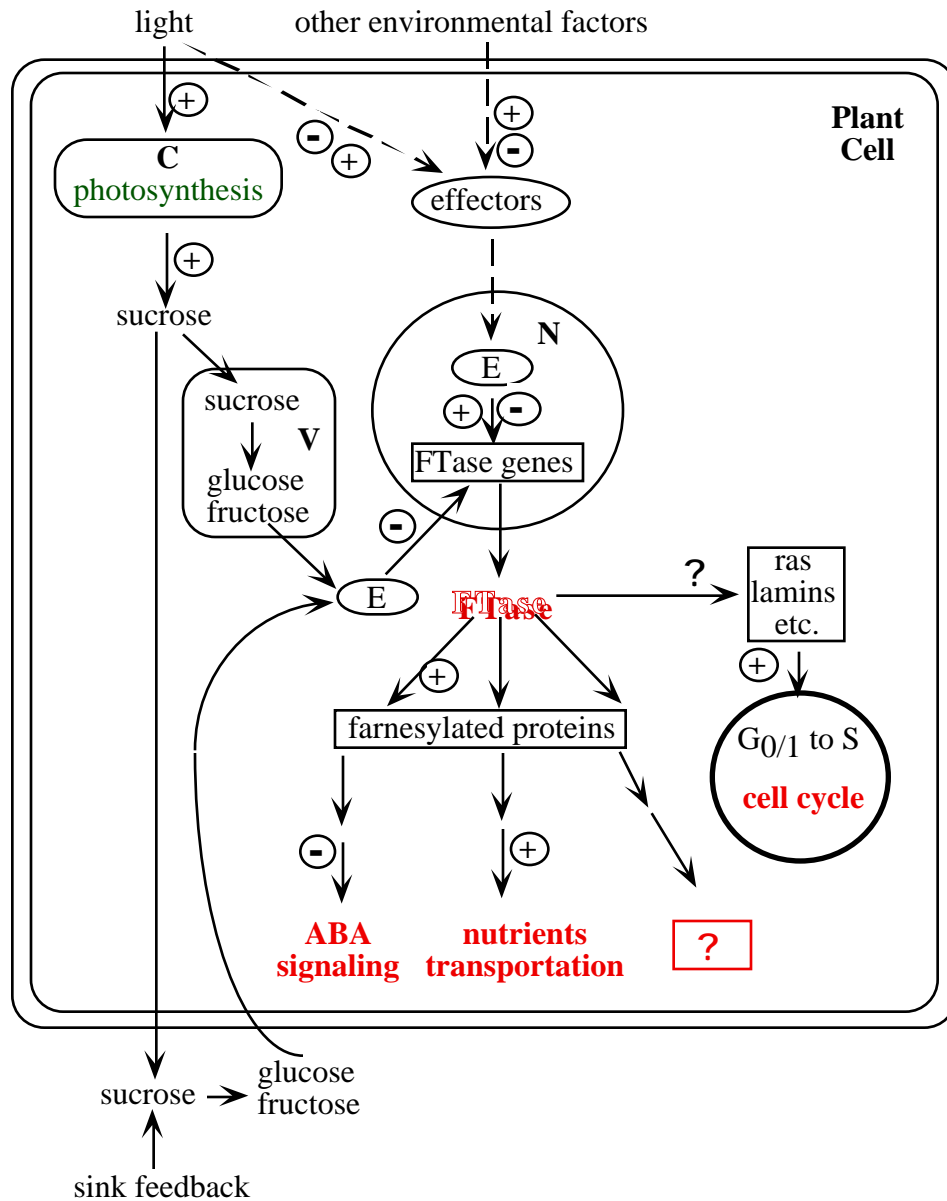 light
other environmental factors
+
+
Plant
Cell
-
+
-
C
photosynthesis
effectors
+
sucrose
N
E
sucrose
+
-
V
FTase genes
glucose
fructose
-
?
ras
lamins
etc.
E
FTase
+
+
farnesylated proteins
G0/1 to S
cell cycle
-
+
ABA
signaling
nutrients
transportation
?
glucose
fructose
sucrose
sink feedback